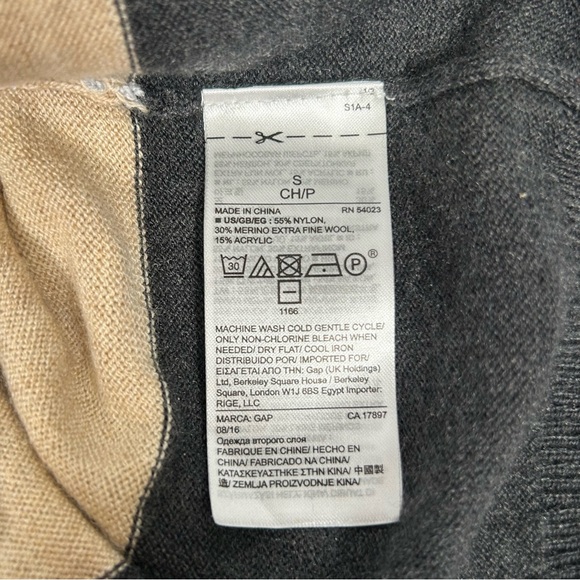 S1A-4
S
CH/P
MADE IN CHINA RN 54023
US/GB/EG : 55% NYLON,
30% MERINO EXTRA FINE WOOL,
15% ACRYLIC
30 P ®
1166
MACHINE WASH COLD GENTLE CYCLE/
ONLY NON-CHLORINE BLEACH WHEN
NEEDED/ DRY FLAT/ COOL IRON
DISTRIBUIDO POR/ IMPORTED FOR/
ΕΙΣΑΓΕΤΑΙ ΑΠΟ ΤΗΝ: Gap (UK Holdings)
Ltd, Berkeley Square House / Berkeley
Square, London W1J 6BS Egypt Importer:
RIGE, LLC
MARCA: GAP CA 17897
08/16
Одежда второго слоя
FABRIQUE EN CHINE/ HECHO EN
CHINA/ FABRICADO NA CHINA/
ΚΑΤΑΣΚΕΥΑΣΤΗΚΕ ΣΤΗΝ ΚΙΝΑ/ 中國製
造/ ZEMLJA PROIZVODNJE KINA/